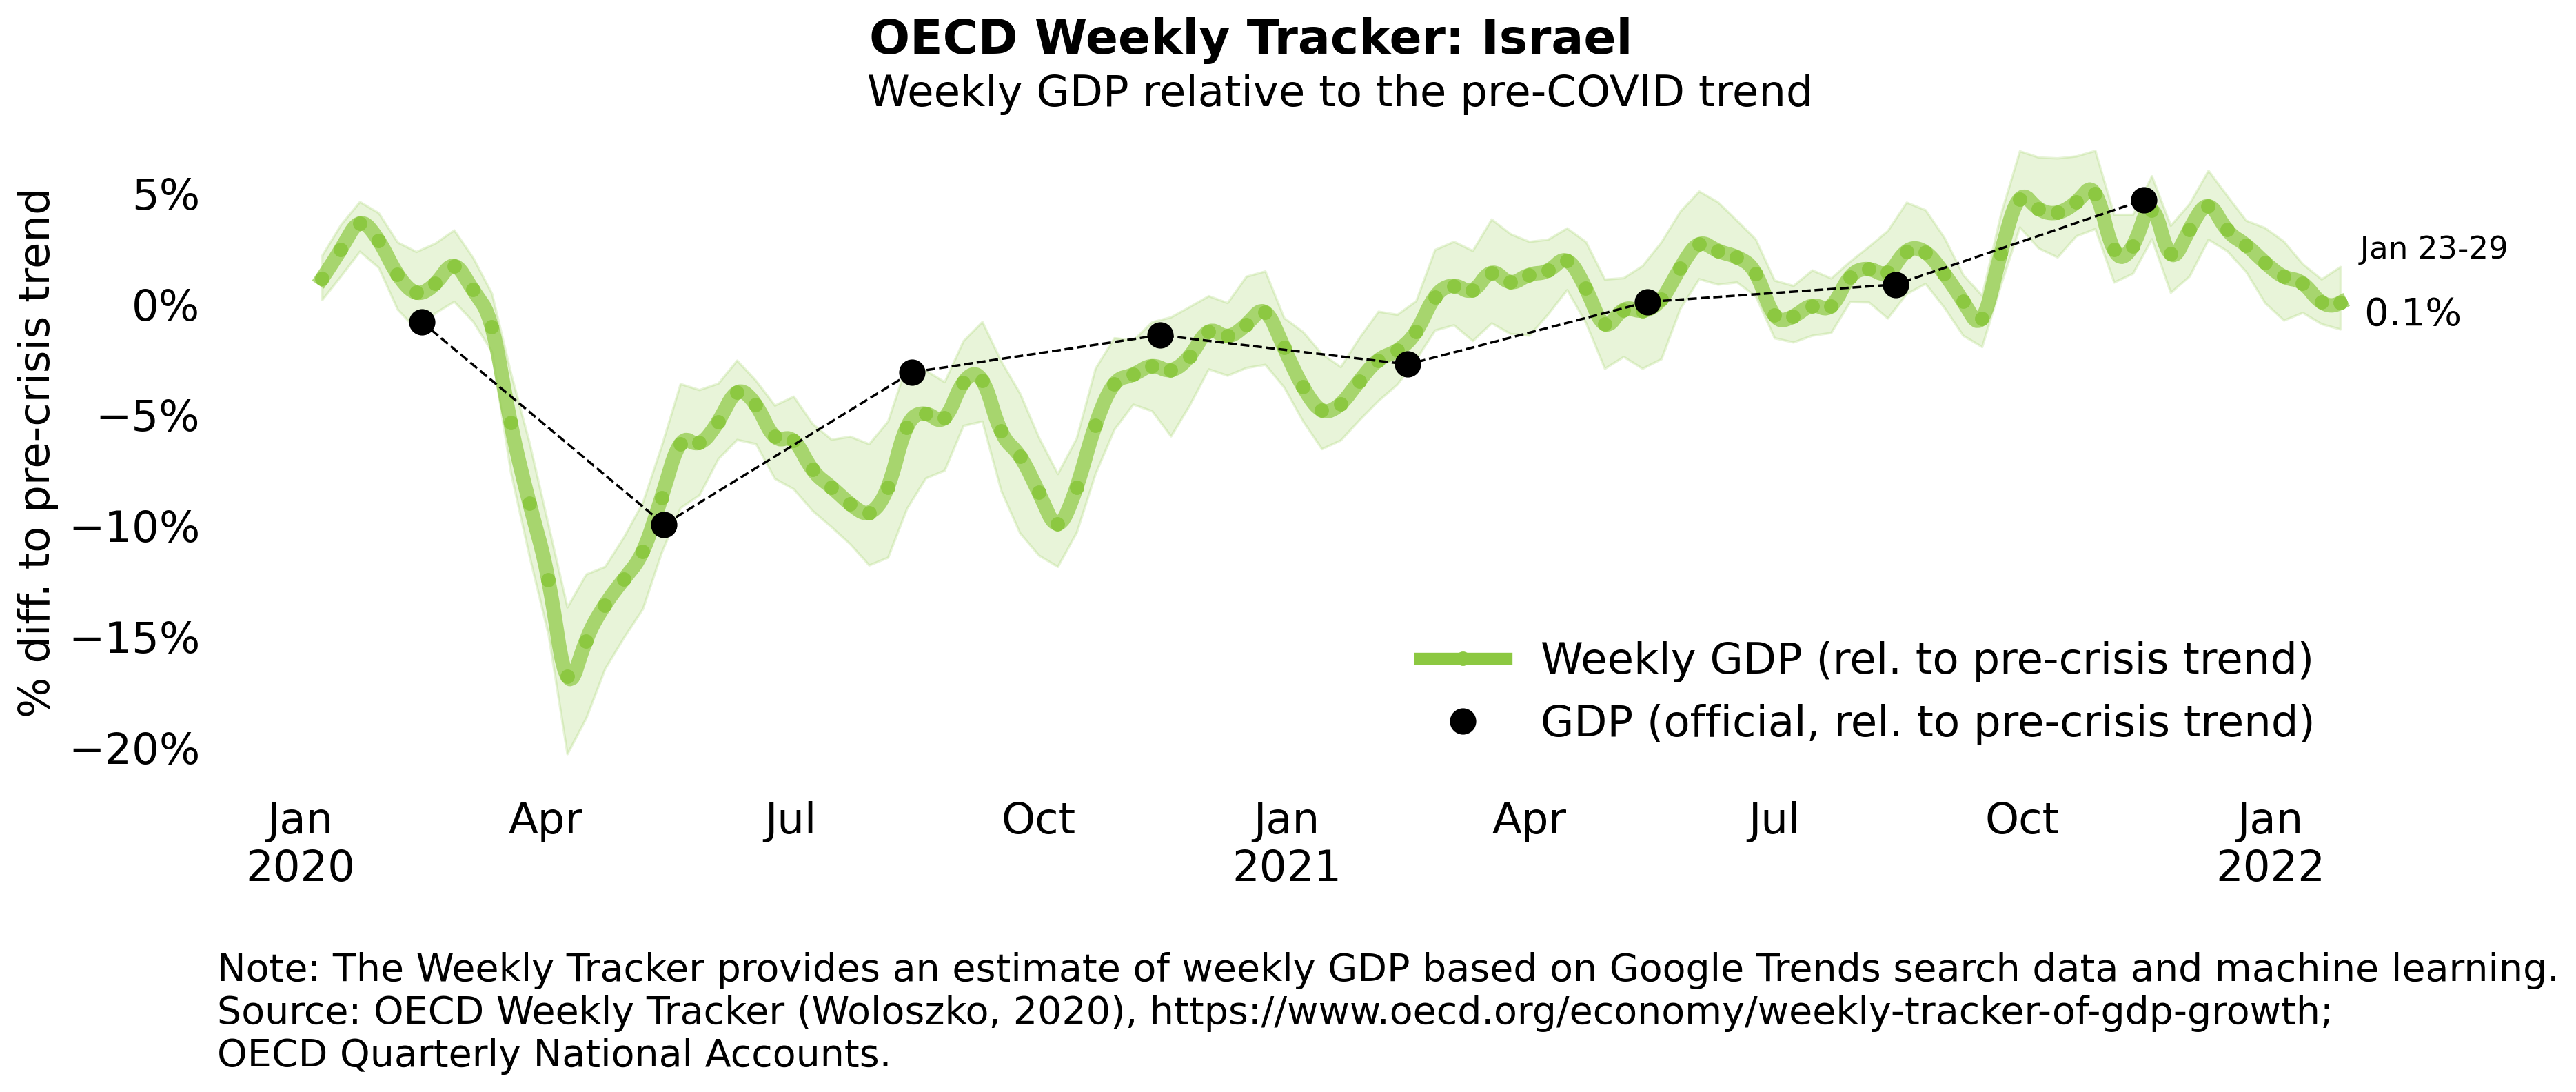 OECD Weekly Tracker: Israel
Weekly GDP relative to the pre-COVID trend
% diff. to pre-crisis trend
5%
0%
−5%
−10%
−15%
−20%
Jan 23-29
0.1%
Weekly GDP (rel. to pre-crisis trend)
GDP (official, rel. to pre-crisis trend)
Jan Apr Jul Oct Jan Apr Jul Oct Jan
2020 2021 2022
Note: The Weekly Tracker provides an estimate of weekly GDP based on Google Trends search data and machine learning.
Source: OECD Weekly Tracker (Woloszko, 2020), https://www.oecd.org/economy/weekly-tracker-of-gdp-growth;
OECD Quarterly National Accounts.